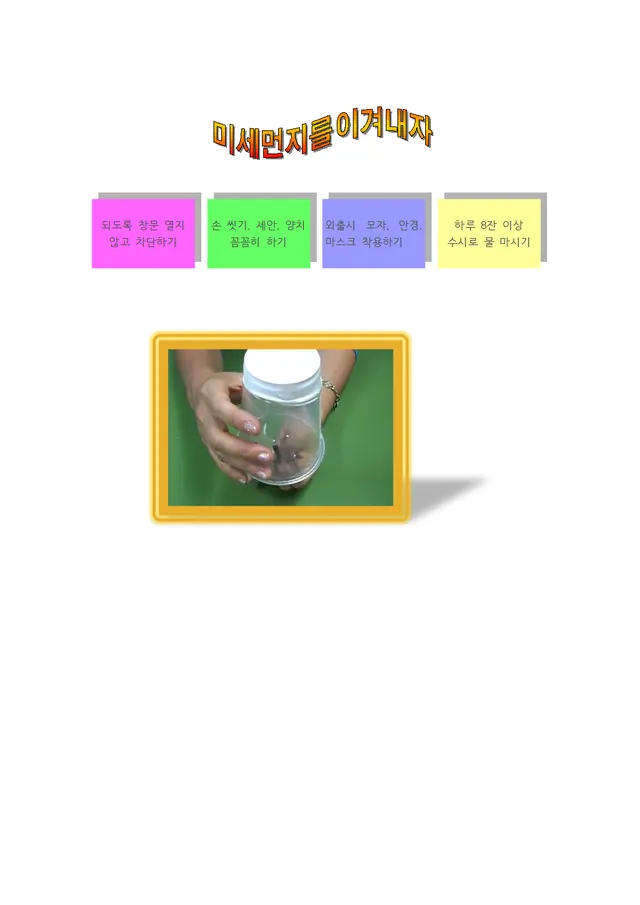 미세먼지를이겨내자
되도록 창문 열지
않고 차단하기
손 씻기, 세안, 양치
꼼꼼히 하기
외출시 모자, 안경,
마스크 착용하기
하루 8잔 이상
수시로 물 마시기